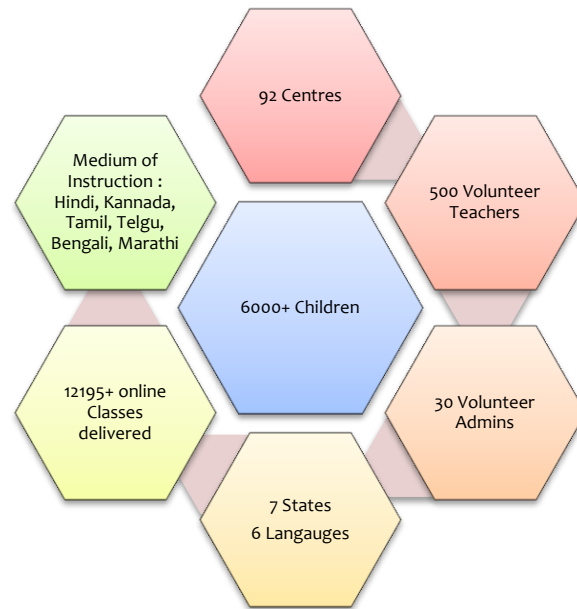 92 Centres
500 Volunteer
Teachers
30 Volunteer
Admins
7 States
6 Langauges
12195+ online
Classes
delivered
Medium of
Instruction :
Hindi, Kannada,
Tamil, Telgu,
Bengali, Marathi
6000+ Children